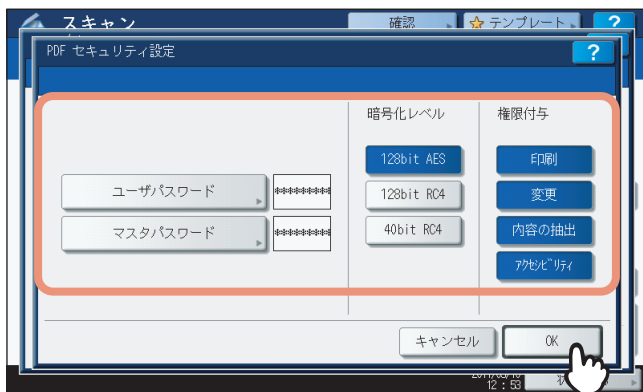 スキャン
確認
テンプレート
?
PDF セキュリティ設定
?
暗号化レベル
権限付与
128bit AES
印刷
ユーザパスワード
**********
128bit RC4
変更
マスタパスワード
**********
40bit RC4
内容の抽出
アクセシビリティ
キャンセル
OK
12:53